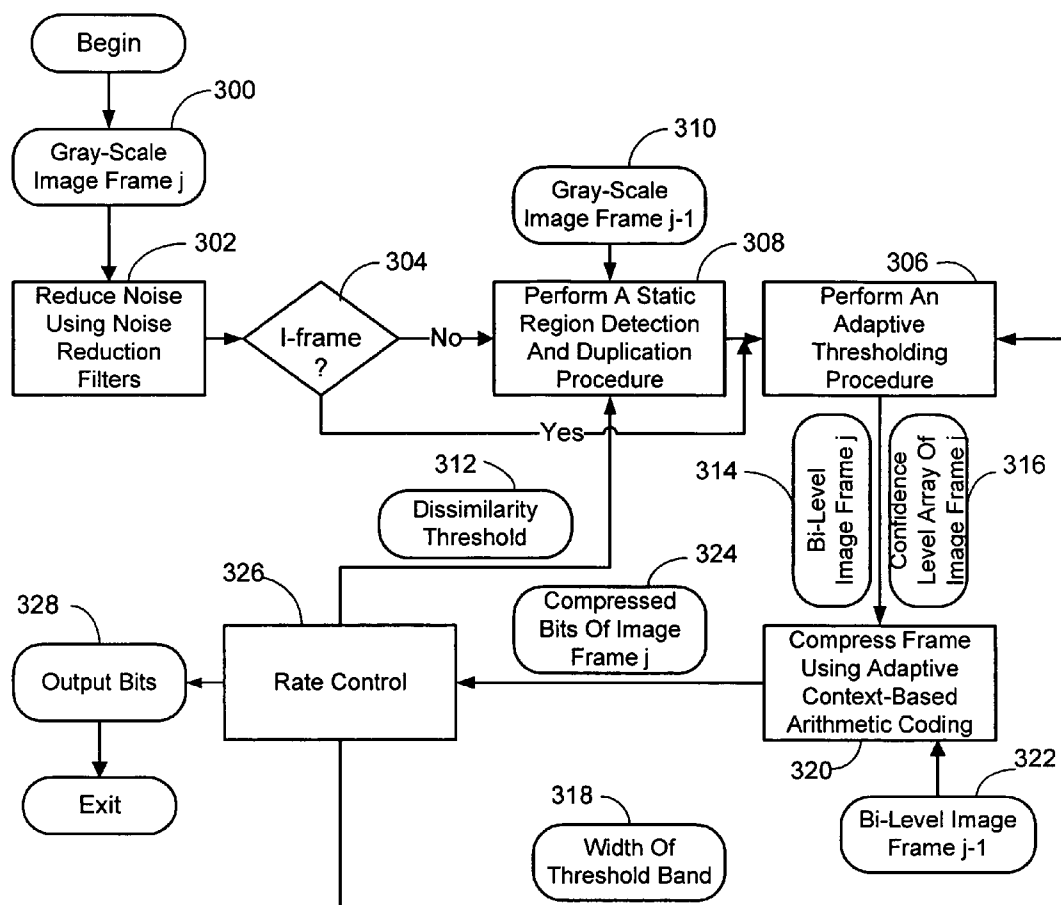 Begin
300
Gray-Scale
Image Frame j
302
Reduce Noise
Using Noise
Reduction
Filters
304
I-frame
?
No
Yes
310
Gray-Scale
Image Frame j-1
308
Perform A Static
Region Detection
And Duplication
Procedure
306
Perform An
Adaptive
Thresholding
Procedure
312
Dissimilarity
Threshold
314
Bi-Level
Image Frame j
Confidence
Level Array Of
Image Frame j
316
324
Compressed
Bits Of Image
Frame j
326
Rate Control
328
Output Bits
Exit
Compress Frame
Using Adaptive
Context-Based
Arithmetic Coding
320
322
Bi-Level Image
Frame j-1
318
Width Of
Threshold Band